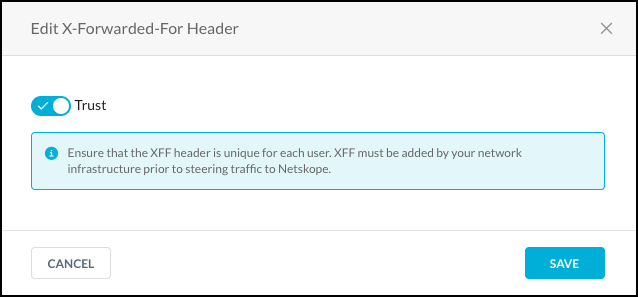 Edit X-Forwarded-For Header
Trust
Ensure that the XFF header is unique for each user. XFF must be added by your network
infrastructure prior to steering traffic to Netskope.
CANCEL
SAVE